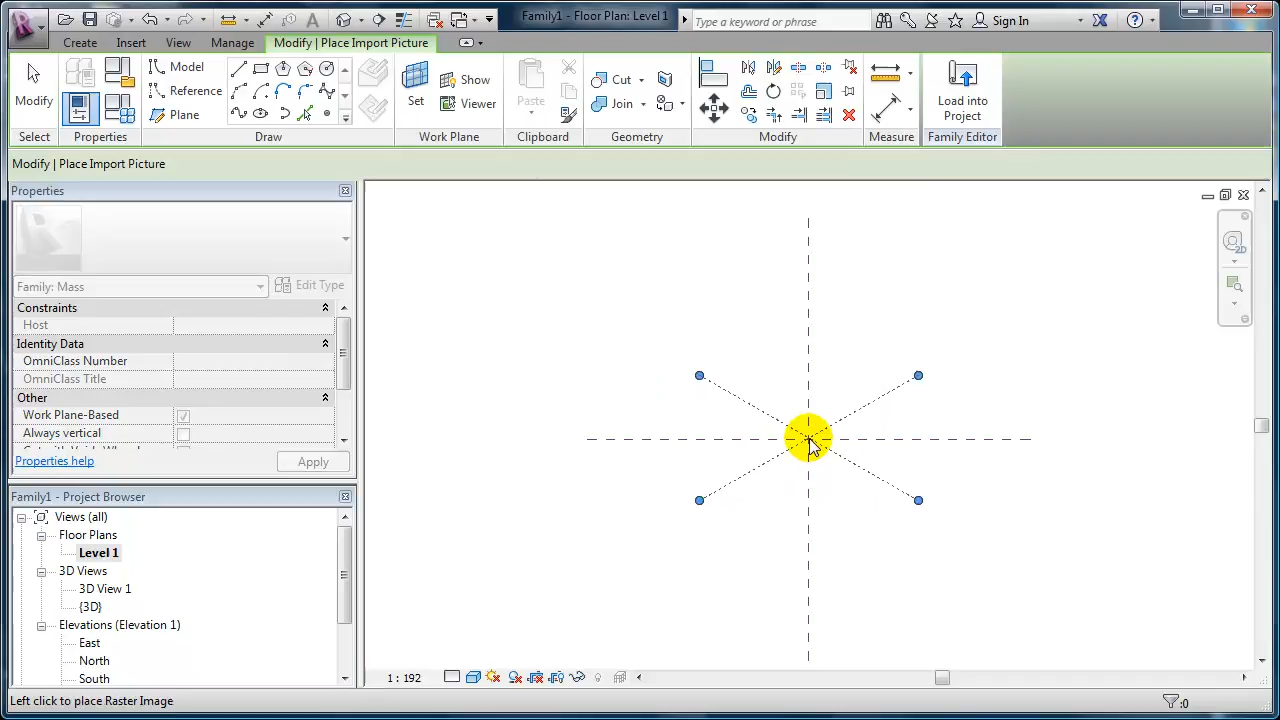 Family1 - Floor Plan: Level 1
Type a keyword or phrase
Sign In
Create
Insert
View
Manage
Modify | Place Import Picture
Modify
Model
Reference
Plane
Set
Show
Viewer
Paste
Cut
Join
Load into
Project
Select
Properties
Draw
Work Plane
Clipboard
Geometry
Modify
Measure
Family Editor
Modify | Place Import Picture
Properties
Family: Mass
Edit Type
Constraints
Host
Identity Data
OmniClass Number
OmniClass Title
Other
Work Plane-Based
Always vertical
Properties help
Apply
Family1 - Project Browser
Views (all)
Floor Plans
Level 1
3D Views
3D View 1
{3D}
Elevations (Elevation 1)
East
North
South
2D
1 : 192
Left click to place Raster Image
:0